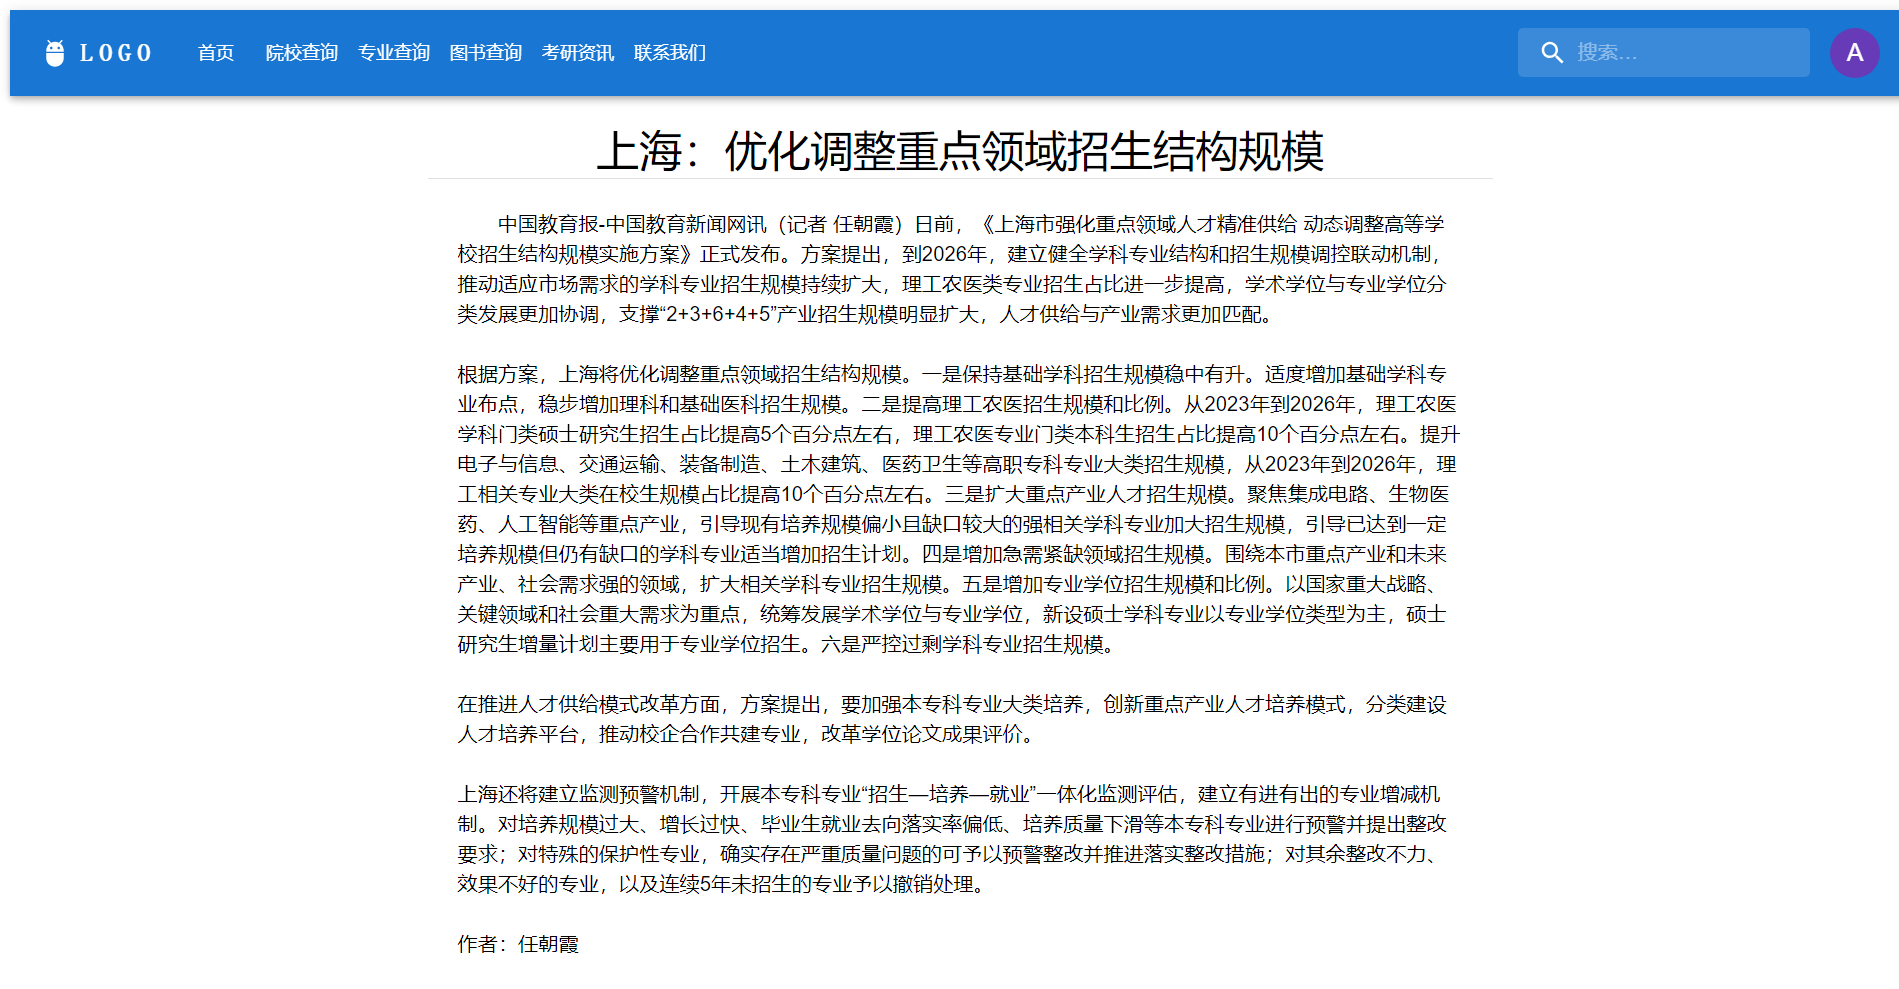 LOGO 首页 院校查询 专业查询 图书查询 考研资讯 联系我们 搜索... A
上海：优化调整重点领域招生结构规模
中国教育报-中国教育新闻网讯（记者 任朝霞）日前，《上海市强化重点领域人才精准供给 动态调整高等学
校招生结构规模实施方案》正式发布。方案提出，到2026年，建立健全学科专业结构和招生规模调控联动机制，
推动适应市场需求的学科专业招生规模持续扩大，理工农医类专业招生占比进一步提高，学术学位与专业学位分
类发展更加协调，支撑“2+3+6+4+5”产业招生规模明显扩大，人才供给与产业需求更加匹配。
根据方案，上海将优化调整重点领域招生结构规模。一是保持基础学科招生规模稳中有升。适度增加基础学科专
业布点，稳步增加理科和基础医科招生规模。二是提高理工农医招生规模和比例。从2023年到2026年，理工农医
学科门类硕士研究生招生占比提高5个百分点左右，理工农医专业门类本科生招生占比提高10个百分点左右。提升
电子与信息、交通运输、装备制造、土木建筑、医药卫生等高职专科专业大类招生规模，从2023年到2026年，理
工相关专业大类在校生规模占比提高10个百分点左右。三是扩大重点产业人才招生规模。聚焦集成电路、生物医
药、人工智能等重点产业，引导现有培养规模偏小且缺口较大的强相关学科专业加大招生规模，引导已达到一定
培养规模但仍有缺口的学科专业适当增加招生计划。四是增加急需紧缺领域招生规模。围绕本市重点产业和未来
产业、社会需求强的领域，扩大相关学科专业招生规模。五是增加专业学位招生规模和比例。以国家重大战略、
关键领域和社会重大需求为重点，统筹发展学术学位与专业学位，新设硕士学科专业以专业学位类型为主，硕士
研究生增量计划主要用于专业学位招生。六是严控过剩学科专业招生规模。
在推进人才供给模式改革方面，方案提出，要加强本专科专业大类培养，创新重点产业人才培养模式，分类建设
人才培养平台，推动校企合作共建专业，改革学位论文成果评价。
上海还将建立监测预警机制，开展本专科专业“招生—培养—就业”一体化监测评估，建立有进有出的专业增减机
制。对培养规模过大、增长过快、毕业生就业去向落实率偏低、培养质量下滑等本专科专业进行预警并提出整改
要求；对特殊的保护性专业，确实存在严重质量问题的可予以预警整改并推进落实整改措施；对其余整改不力、
效果不好的专业，以及连续5年未招生的专业予以撤销处理。
作者：任朝霞